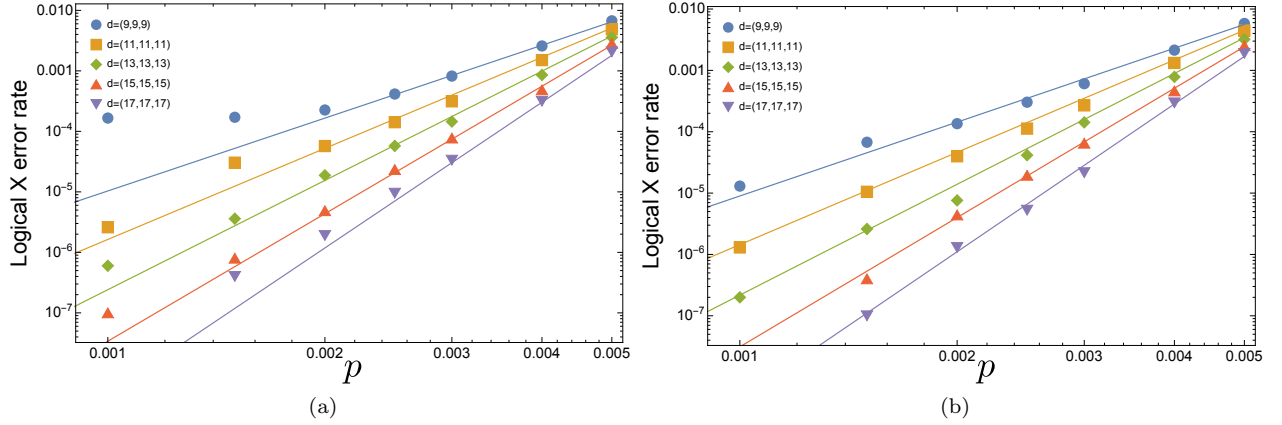 Logical X error rate
0.010
0.001
10⁻⁴
10⁻⁵
10⁻⁶
10⁻⁷
d=(9,9,9)
d=(11,11,11)
d=(13,13,13)
d=(15,15,15)
d=(17,17,17)
0.001 0.002 0.003 0.004 0.005
p
(a)
Logical X error rate
0.010
0.001
10⁻⁴
10⁻⁵
10⁻⁶
10⁻⁷
d=(9,9,9)
d=(11,11,11)
d=(13,13,13)
d=(15,15,15)
d=(17,17,17)
0.001 0.002 0.003 0.004 0.005
p
(b)